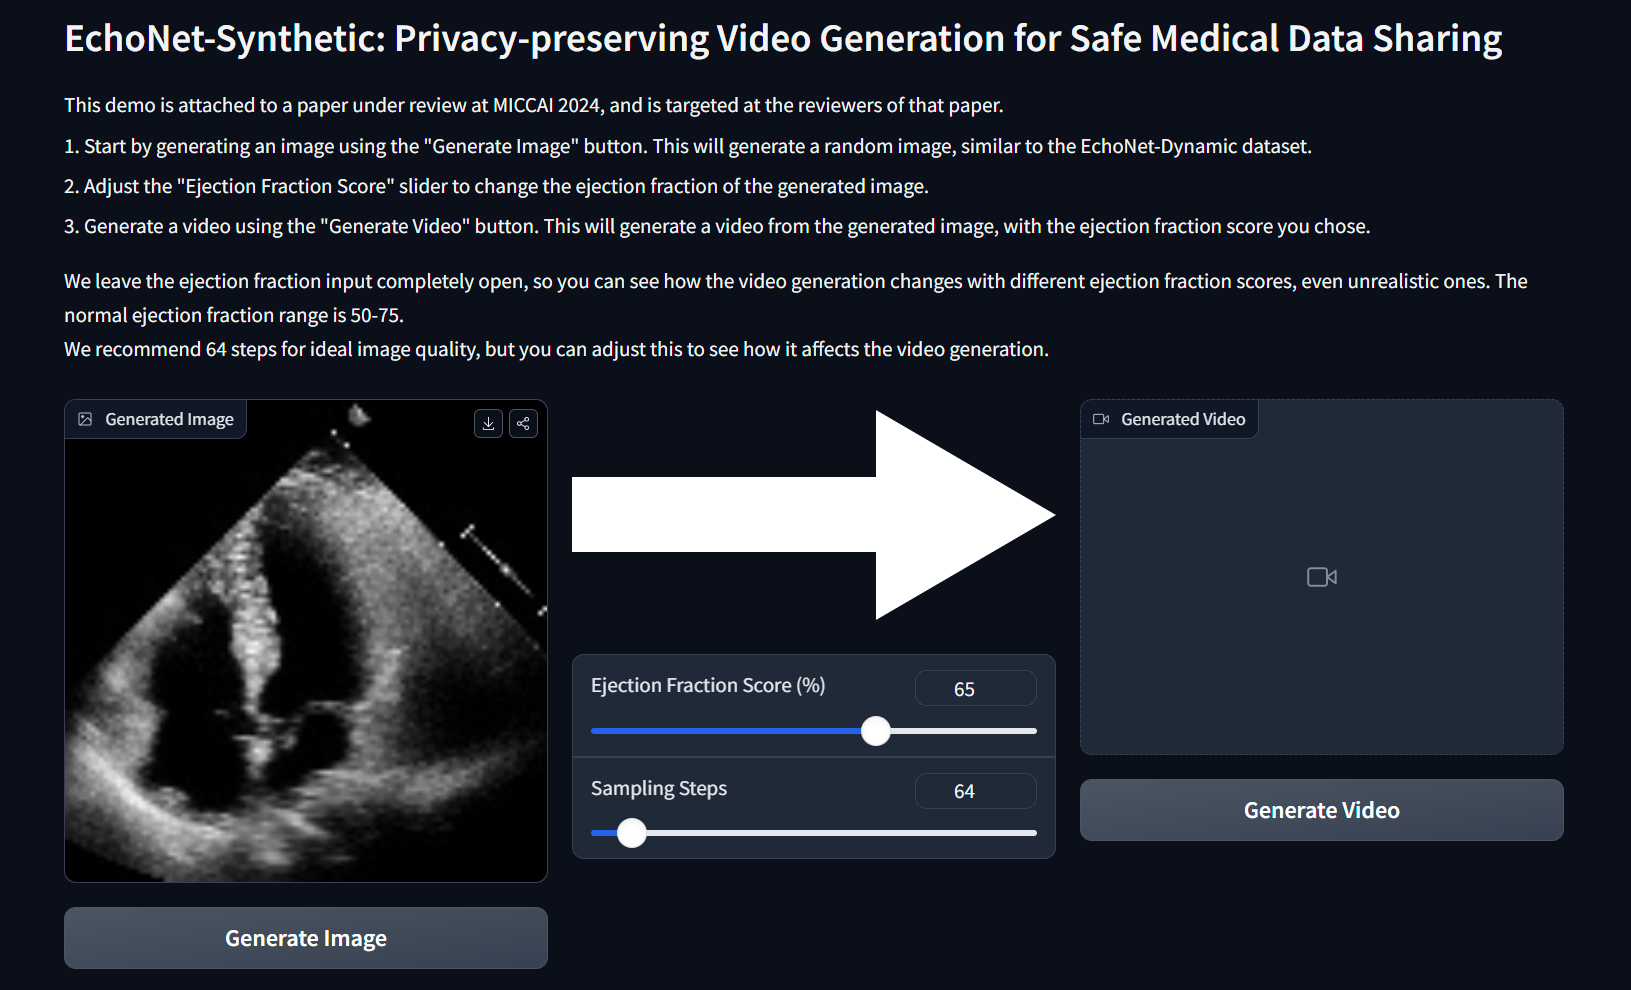 EchoNet-Synthetic: Privacy-preserving Video Generation for Safe Medical Data Sharing
This demo is attached to a paper under review at MICCAI 2024, and is targeted at the reviewers of that paper.
1. Start by generating an image using the "Generate Image" button. This will generate a random image, similar to the EchoNet-Dynamic dataset.
2. Adjust the "Ejection Fraction Score" slider to change the ejection fraction of the generated image.
3. Generate a video using the "Generate Video" button. This will generate a video from the generated image, with the ejection fraction score you chose.
We leave the ejection fraction input completely open, so you can see how the video generation changes with different ejection fraction scores, even unrealistic ones. The
normal ejection fraction range is 50-75.
We recommend 64 steps for ideal image quality, but you can adjust this to see how it affects the video generation.
Generated Image
Generated Video
Ejection Fraction Score (%)
65
Sampling Steps
64
Generate Video
Generate Image